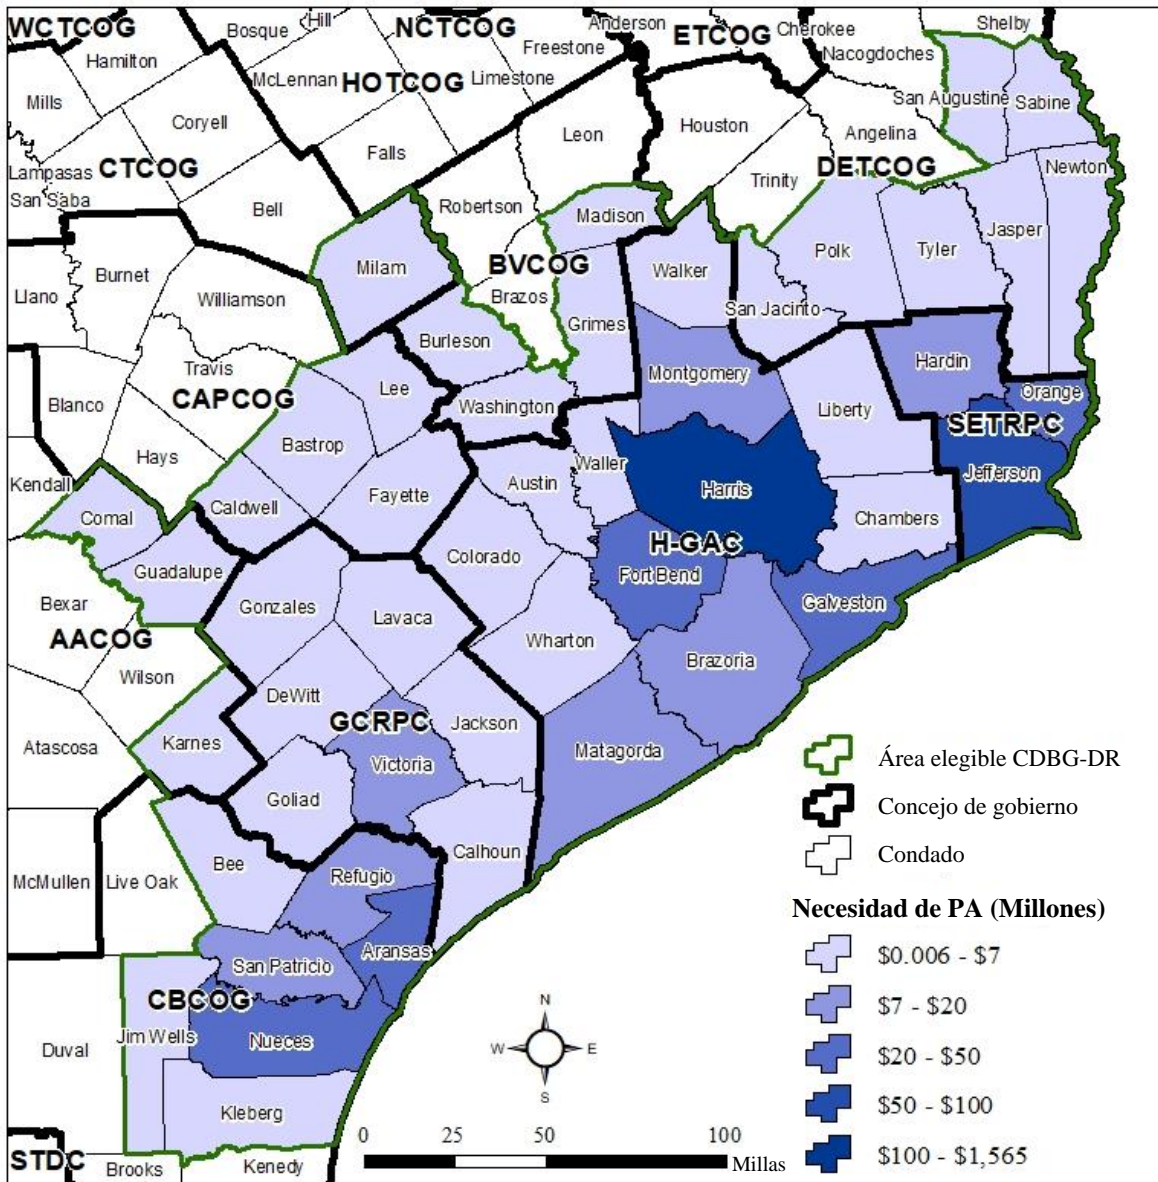 WCTCOG
Bosque
Hill
NCTCOG
Anderson
ETCOG
Cherokee
Shelby
Hamilton
McLennan
HOTCOG
Limestone
Freestone
Nacogdoches
Mills
Coryell
Leon
Houston
Angelina
San Augustine
Sabine
Lampasas
CTCOG
Falls
Trinity
DETCOG
Newton
San Saba
Bell
Robertson
Madison
Polk
Tyler
Jasper
Burnet
Milam
BVCOG
Walker
Llano
Williamson
Brazos
Grimes
San Jacinto
Burleson
Travis
Montgomery
Hardin
Blanco
CAPCOG
Lee
Washington
Liberty
Orange
Hays
Bastrop
SETRPC
Kendall
Waller
Jefferson
Comal
Caldwell
Fayette
Austin
Harris
Chambers
Guadalupe
Colorado
H-GAC
Bexar
Gonzales
Lavaca
Fort Bend
Galveston
AACOG
Wharton
Wilson
DeWitt
Brazoria
Atascosa
Karnes
GCRPC
Jackson
Victoria
Matagorda
Goliad
Calhoun
McMullen
Live Oak
Bee
Refugio
Aransas
San Patricio
CBCOG
Duval
Jim Wells
Nueces
Kleberg
STDC
Brooks
Kenedy
Área elegible CDBG-DR
Concejo de gobierno
Condado
Necesidad de PA (Millones)
$0.006 - $7
$7 - $20
$20 - $50
$50 - $100
$100 - $1,565
N
W
E
S
0 25 50 100
Millas